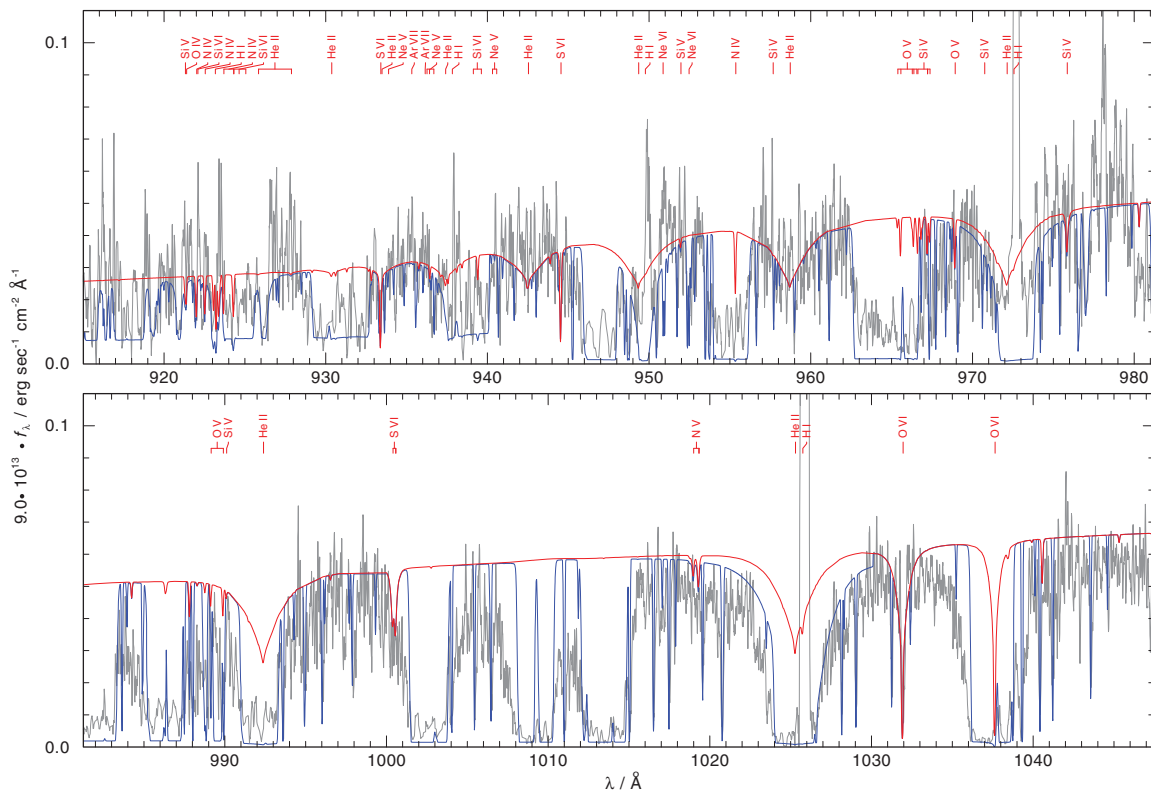 0.1
0.0
Si V
O IV
N IV
Si VI
N IV
H I
N IV
Si VI
He II
He II
S VI
He II
Ne V
Ar VII
Ar VII
Ne V
He II
H I
Si VI
Ne V
He II
S VI
He II
H I
Ne VI
Si V
Ne VI
N IV
Si V
He II
O V
Si V
O V
Si V
He II
H I
Si V
920
930
940
950
960
970
980
9.0• 10¹³ • fλ / erg sec⁻¹ cm⁻² Å⁻¹
0.1
0.0
O V
Si V
He II
S VI
N V
He II
H I
O VI
O VI
990
1000
1010
1020
1030
1040
λ / Å